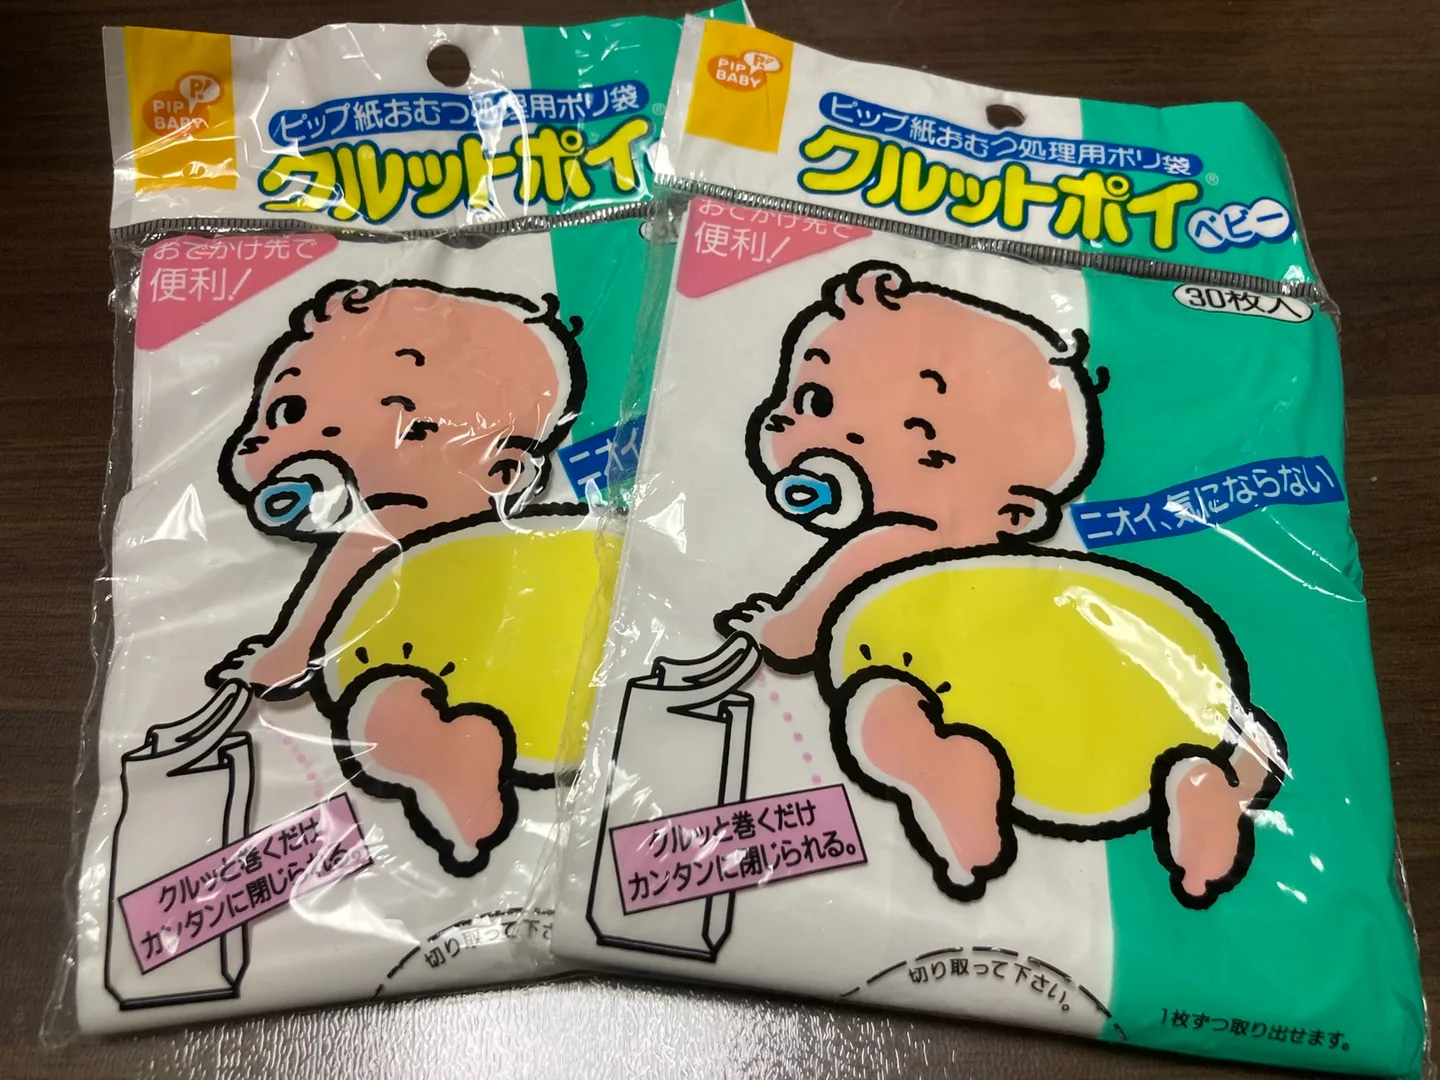 P!
PIP
BABY
ピップ紙おむつ処理用ポリ袋
クルットポイ®
おでかけ先で
便利!
ニオイ
クルッと巻くだけ
カンタンに閉じられる。
切り取って下さ
PiP
PIP
BABY
ピップ紙おむつ処理用ポリ袋
クルットポイ®
ベビー
おでかけ先で
便利!
30枚入
ニオイ、気にならない
クルッと巻くだけ
カンタンに閉じられる。
切り取って下さい。
1枚ずつ取り出せます。